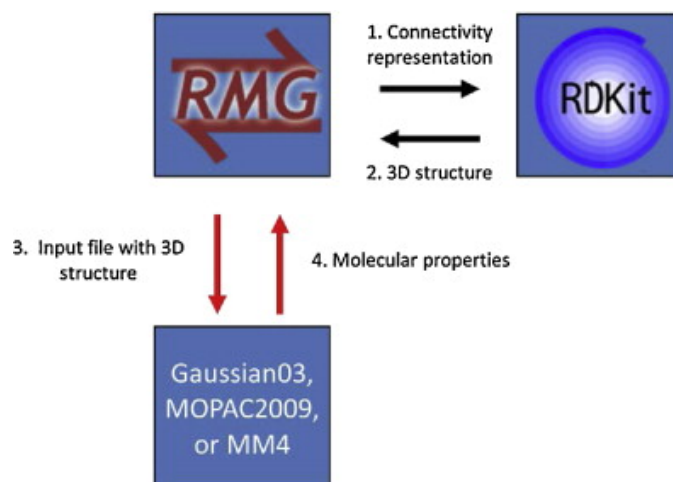 1. Connectivity
representation
RMG
RDKit
2. 3D structure
3. Input file with 3D
structure
4. Molecular properties
Gaussian03,
MOPAC2009,
or MM4